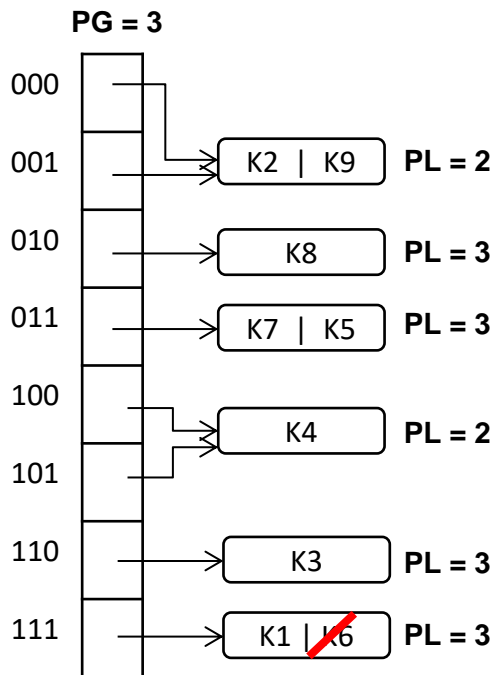 PG = 3
000
001 K2 | K9 PL = 2
010 K8 PL = 3
011 K7 | K5 PL = 3
100 K4 PL = 2
101
110 K3 PL = 3
111 K1 | K6 PL = 3